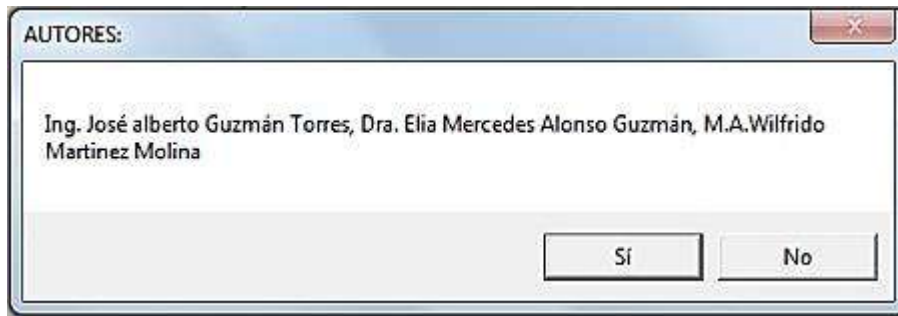 AUTORES:
Ing. José alberto Guzmán Torres, Dra. Elia Mercedes Alonso Guzmán, M.A.Wilfrido
Martinez Molina
Sí
No